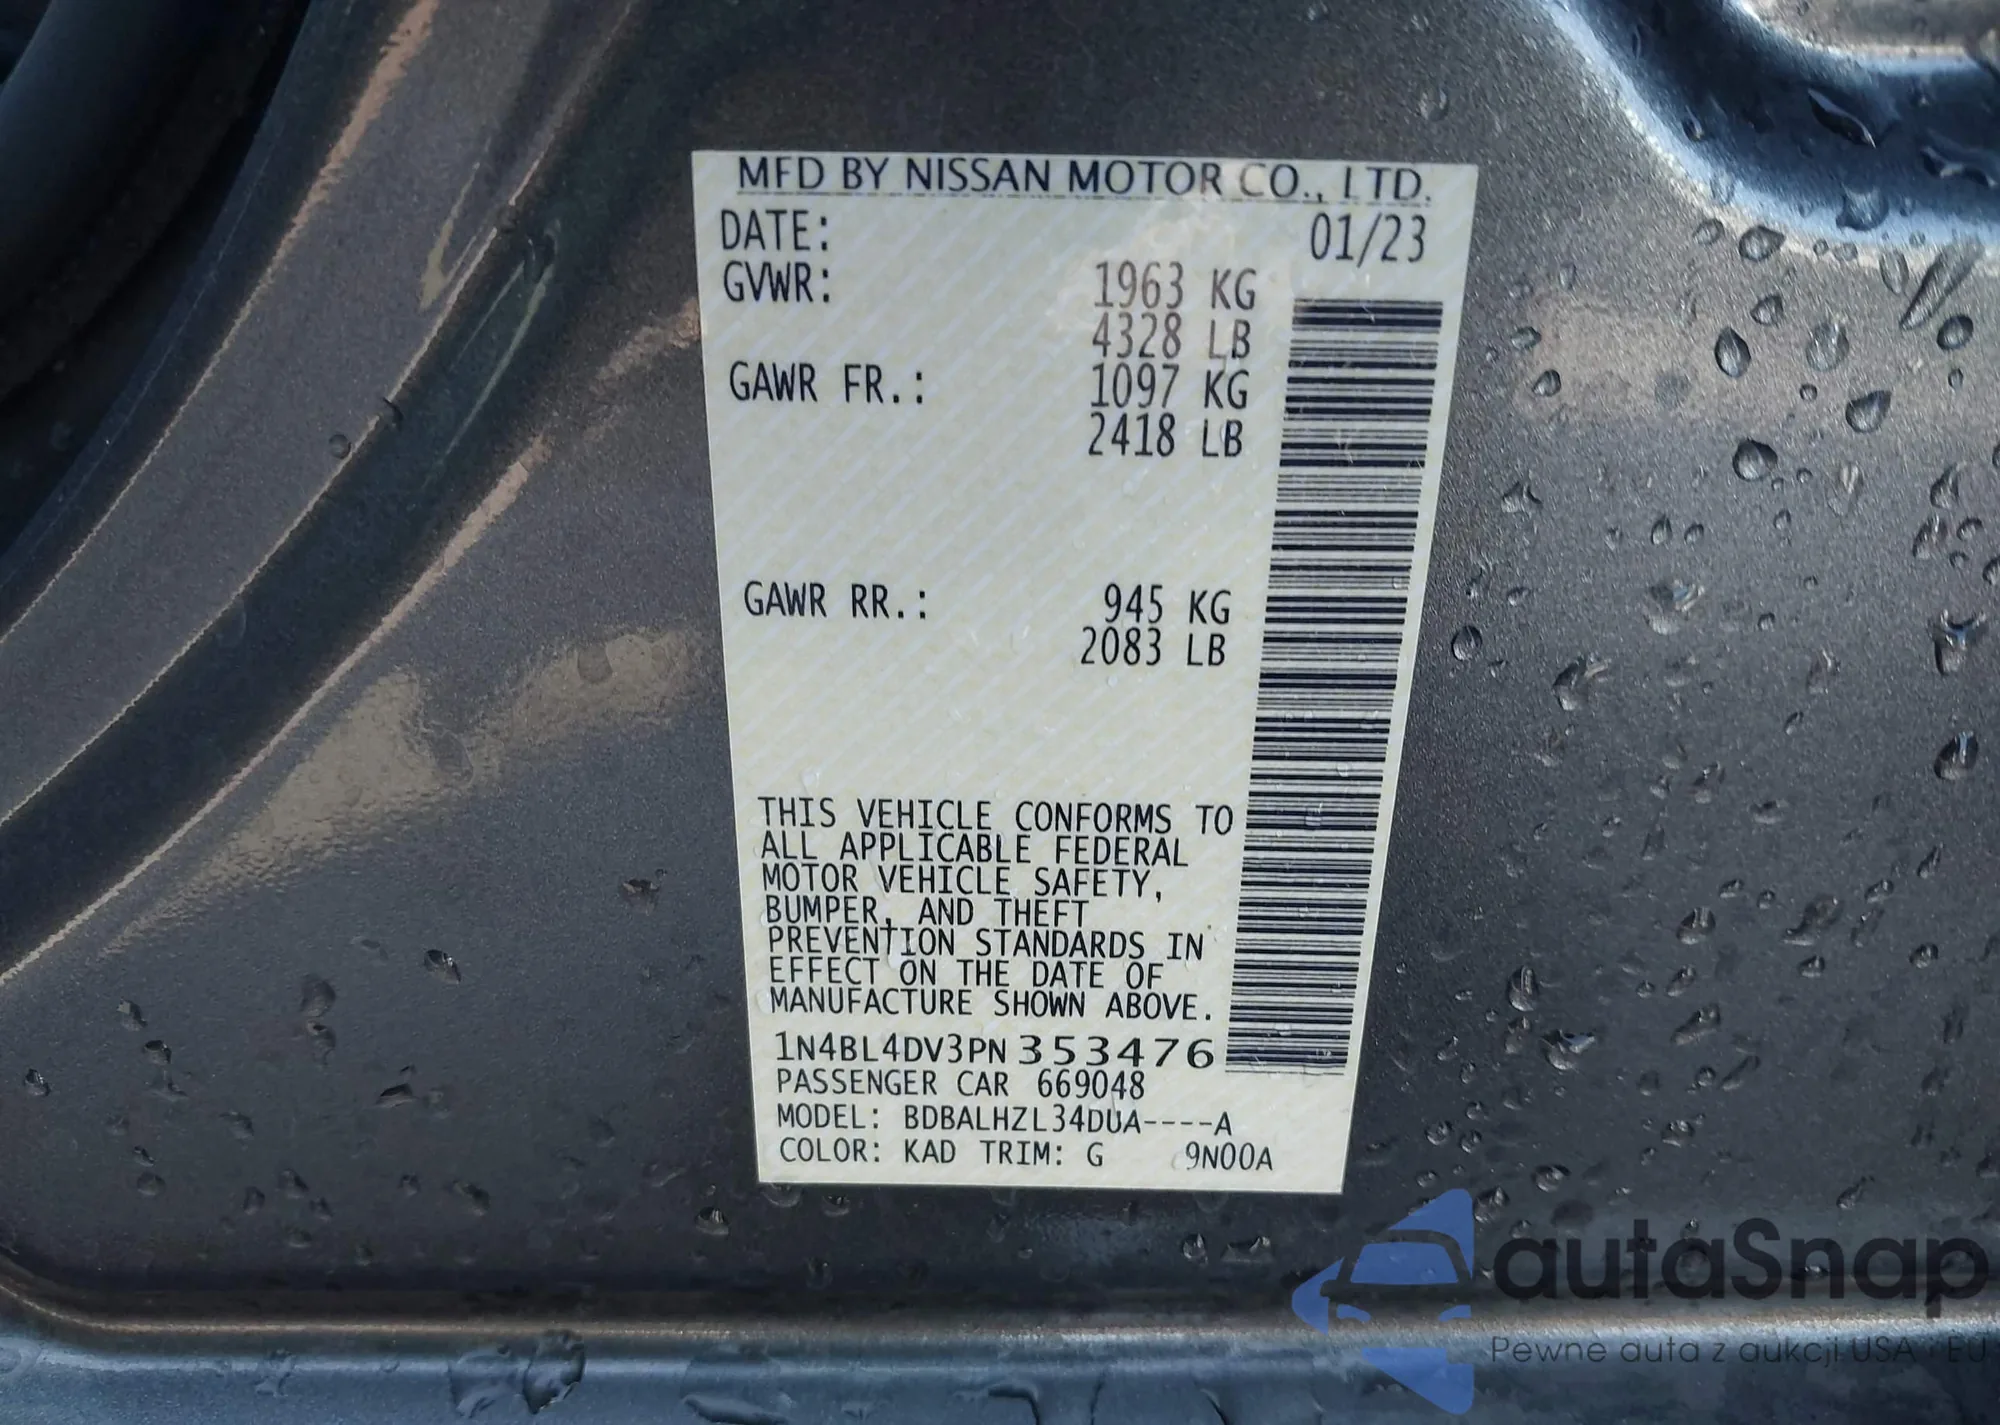 MFD BY NISSAN MOTOR CO., LTD.
DATE: 01/23
GVWR: 1963 KG
4328 LB
GAWR FR.: 1097 KG
2418 LB
GAWR RR.: 945 KG
2083 LB
THIS VEHICLE CONFORMS TO
ALL APPLICABLE FEDERAL
MOTOR VEHICLE SAFETY,
BUMPER, AND THEFT
PREVENTION STANDARDS IN
EFFECT ON THE DATE OF
MANUFACTURE SHOWN ABOVE.
1N4BL4DV3PN353476
PASSENGER CAR 669048
MODEL: BDBALHZL34DUA----A
COLOR: KAD TRIM: G 9N00A
autaSnap
Pewne auta z aukcji USA i EU